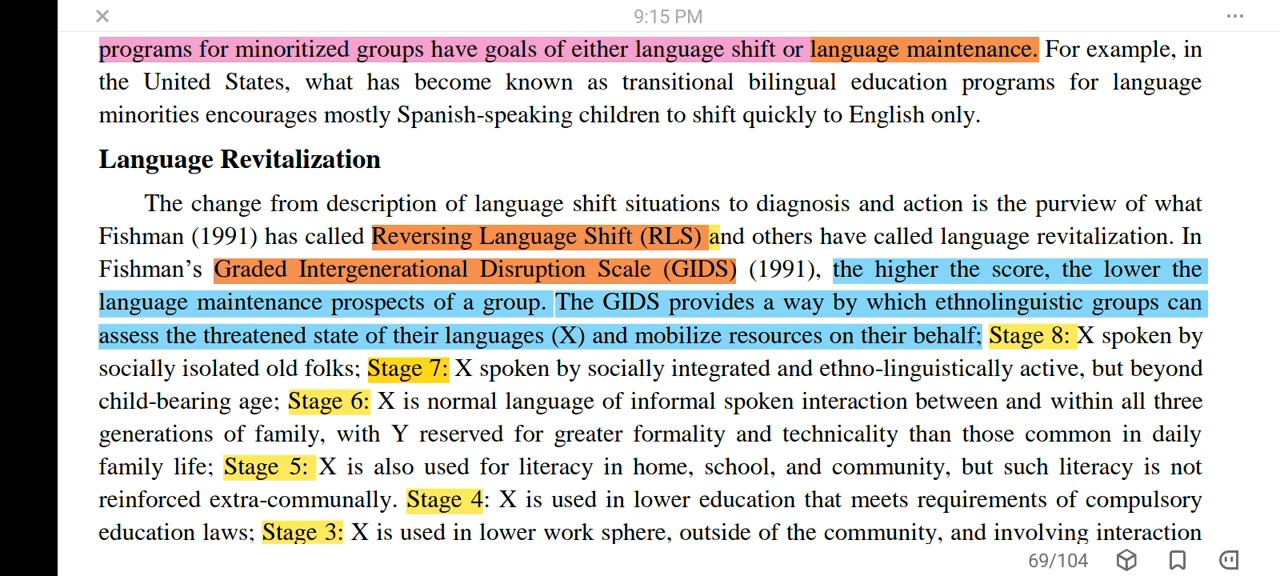 9:15 PM
programs for minoritized groups have goals of either language shift or language maintenance. For example, in
the United States, what has become known as transitional bilingual education programs for language
minorities encourages mostly Spanish-speaking children to shift quickly to English only.
Language Revitalization
The change from description of language shift situations to diagnosis and action is the purview of what
Fishman (1991) has called Reversing Language Shift (RLS) and others have called language revitalization. In
Fishman’s Graded Intergenerational Disruption Scale (GIDS) (1991), the higher the score, the lower the
language maintenance prospects of a group. The GIDS provides a way by which ethnolinguistic groups can
assess the threatened state of their languages (X) and mobilize resources on their behalf; Stage 8: X spoken by
socially isolated old folks; Stage 7: X spoken by socially integrated and ethno-linguistically active, but beyond
child-bearing age; Stage 6: X is normal language of informal spoken interaction between and within all three
generations of family, with Y reserved for greater formality and technicality than those common in daily
family life; Stage 5: X is also used for literacy in home, school, and community, but such literacy is not
reinforced extra-communally. Stage 4: X is used in lower education that meets requirements of compulsory
education laws; Stage 3: X is used in lower work sphere, outside of the community, and involving interaction
69/104